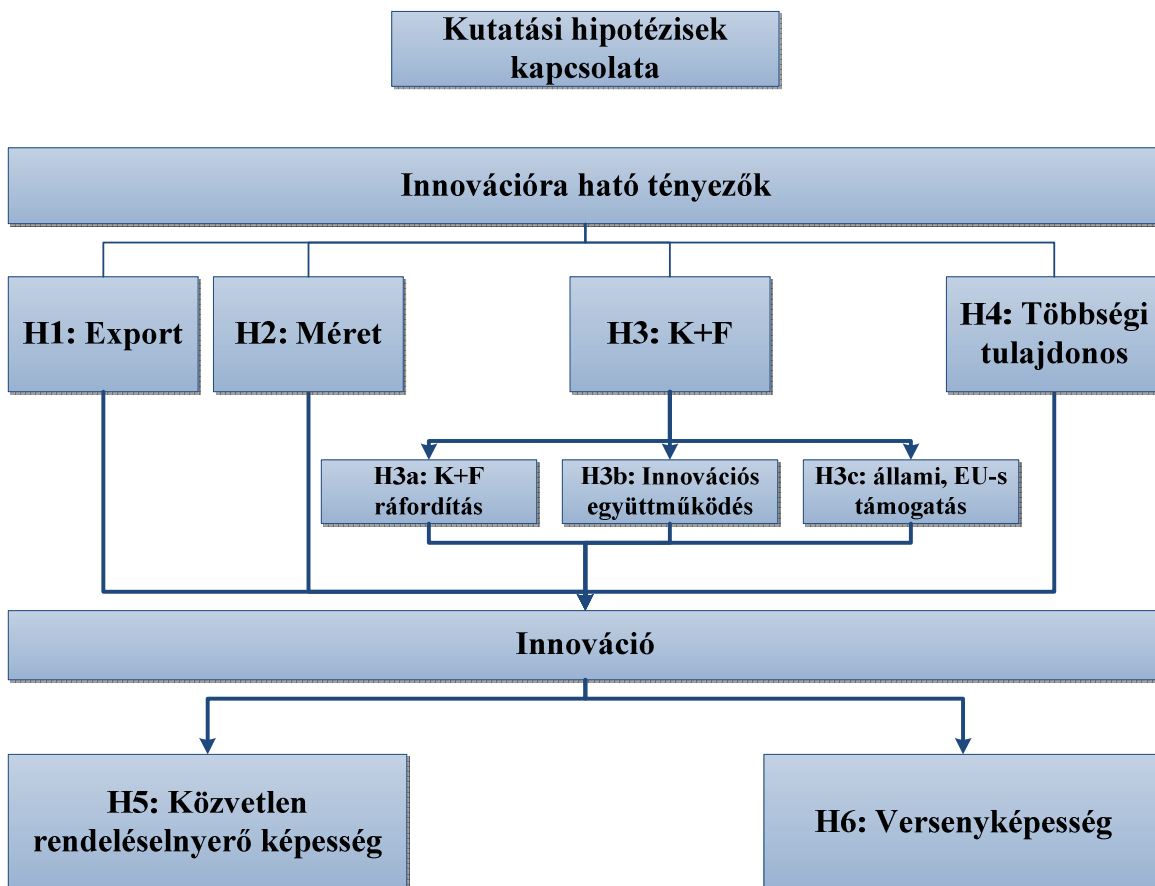 Kutatási hipotézisek
kapcsolata
Innovációra ható tényezők
H1: Export
H2: Méret
H3: K+F
H4: Többségi
tulajdonos
H3a: K+F
ráfordítás
H3b: Innovációs
együttműködés
H3c: állami, EU-s
támogatás
Innováció
H5: Közvetlen
rendeléselnyerő képesség
H6: Versenyképesség